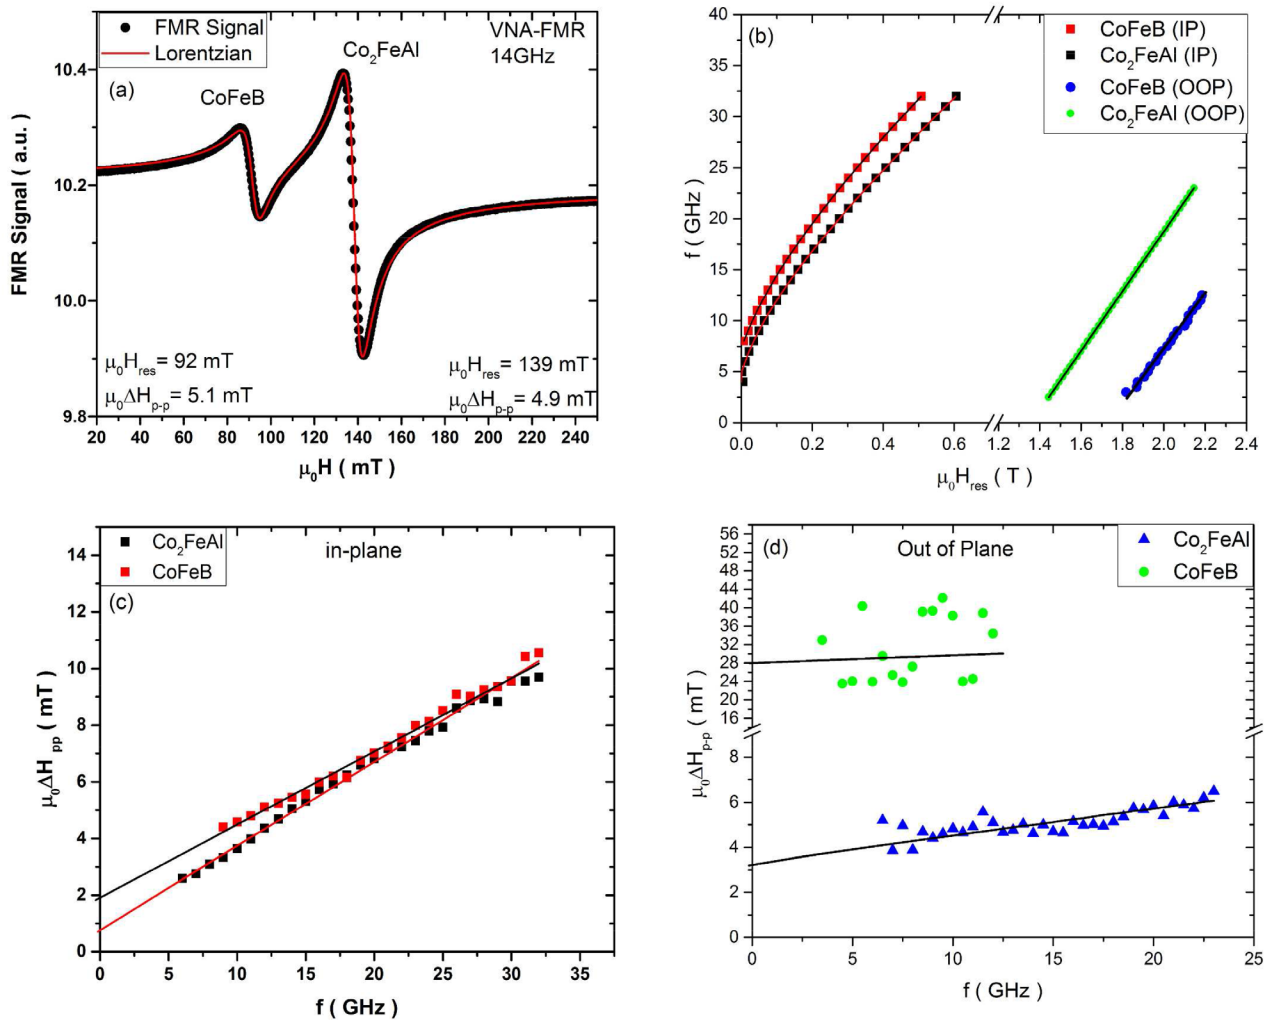 FMR Signal
Lorentzian
VNA-FMR
14GHz
Co₂FeAl
(a)
CoFeB
10.4
10.2
10.0
9.8
FMR Signal ( a.u. )
μ₀Hres= 92 mT
μ₀ΔHp-p= 5.1 mT
μ₀Hres= 139 mT
μ₀ΔHp-p= 4.9 mT
20 40 60 80 100 120 140 160 180 200 220 240
μ₀H ( mT )
(b)
CoFeB (IP)
Co₂FeAl (IP)
CoFeB (OOP)
Co₂FeAl (OOP)
40
35
30
25
20
15
10
5
0
f ( GHz )
0.0 0.2 0.4 0.6 1.2 1.4 1.6 1.8 2.0 2.2 2.4
μ₀Hres ( T )
Co₂FeAl
CoFeB
in-plane
(c)
14
12
10
8
6
4
2
0
μ₀ΔHpp ( mT )
0 5 10 15 20 25 30 35
f ( GHz )
(d)
Out of Plane
Co₂FeAl
CoFeB
56
52
48
44
40
36
32
28
24
20
16
8
6
4
2
0
μ₀ΔHp-p ( mT )
0 5 10 15 20 25
f ( GHz )